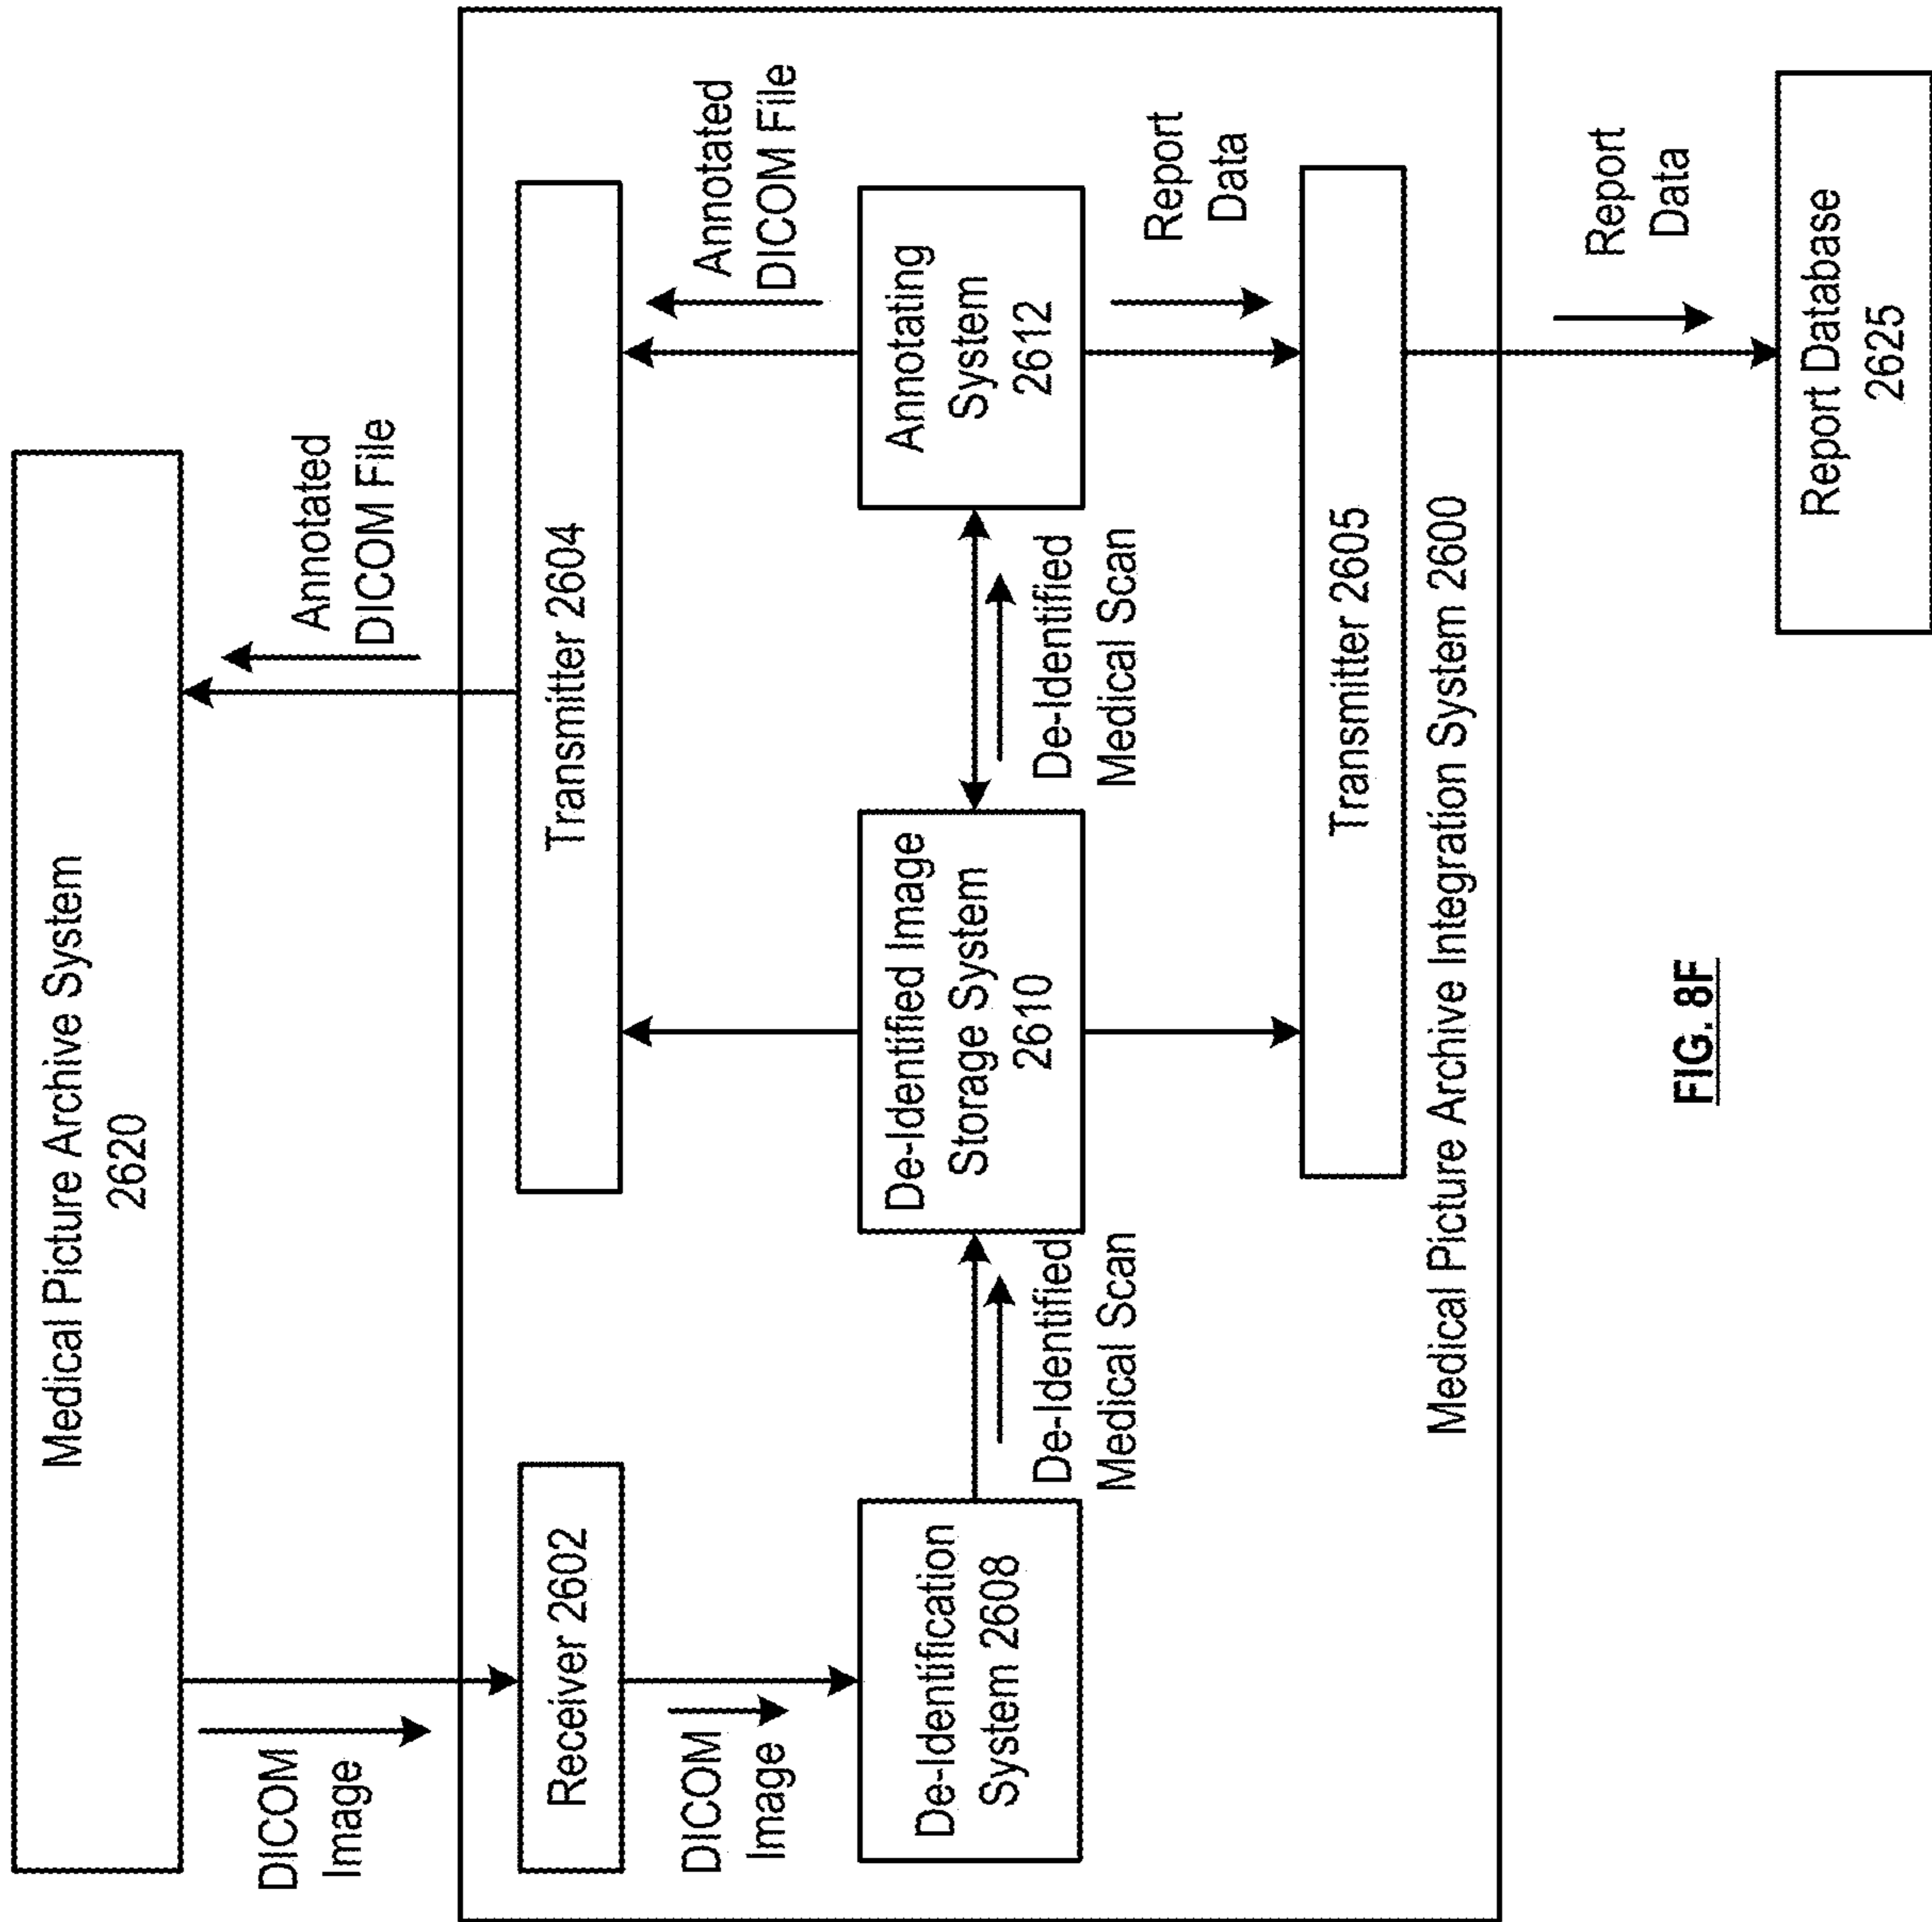 Medical Picture Archive System
2620
DICOM
Image
Annotated
DICOM File
Receiver 2602
Transmitter 2604
DICOM
Image
Annotated
DICOM File
De-Identification
System 2608
De-Identified
Medical Scan
De-Identified Image
Storage System
2610
De-Identified
Medical Scan
Annotating
System
2612
Report
Data
Transmitter 2605
Medical Picture Archive Integration System 2600
Report
Data
Report Database
2625
FIG. 8F